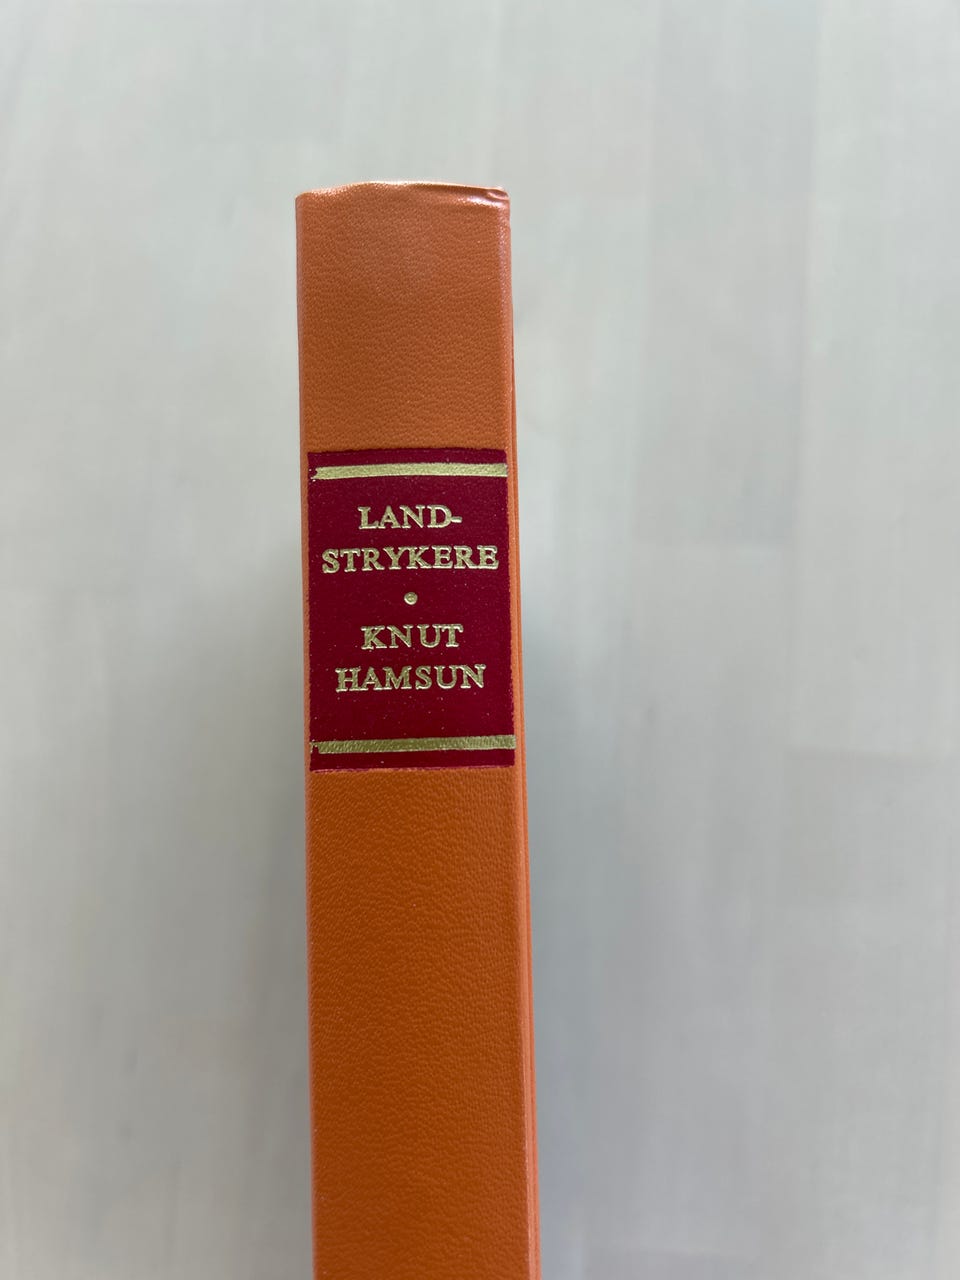 LAND-
STRYKERE
•
KNUT
HAMSUN